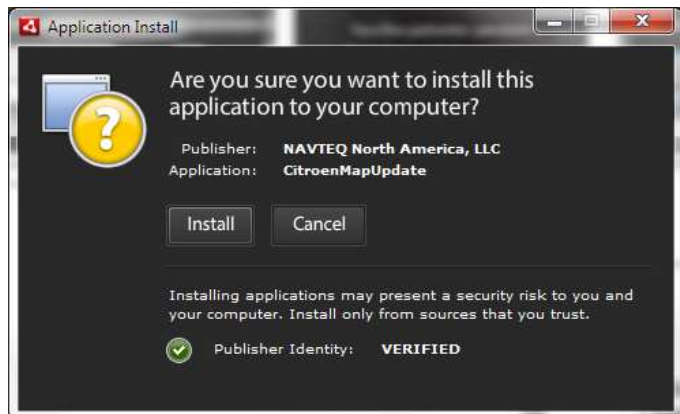 Application Install
Are you sure you want to install this
application to your computer?
Publisher: NAVTEQ North America, LLC
Application: CitroenMapUpdate
Install Cancel
Installing applications may present a security risk to you and
your computer. Install only from sources that you trust.
Publisher Identity: VERIFIED